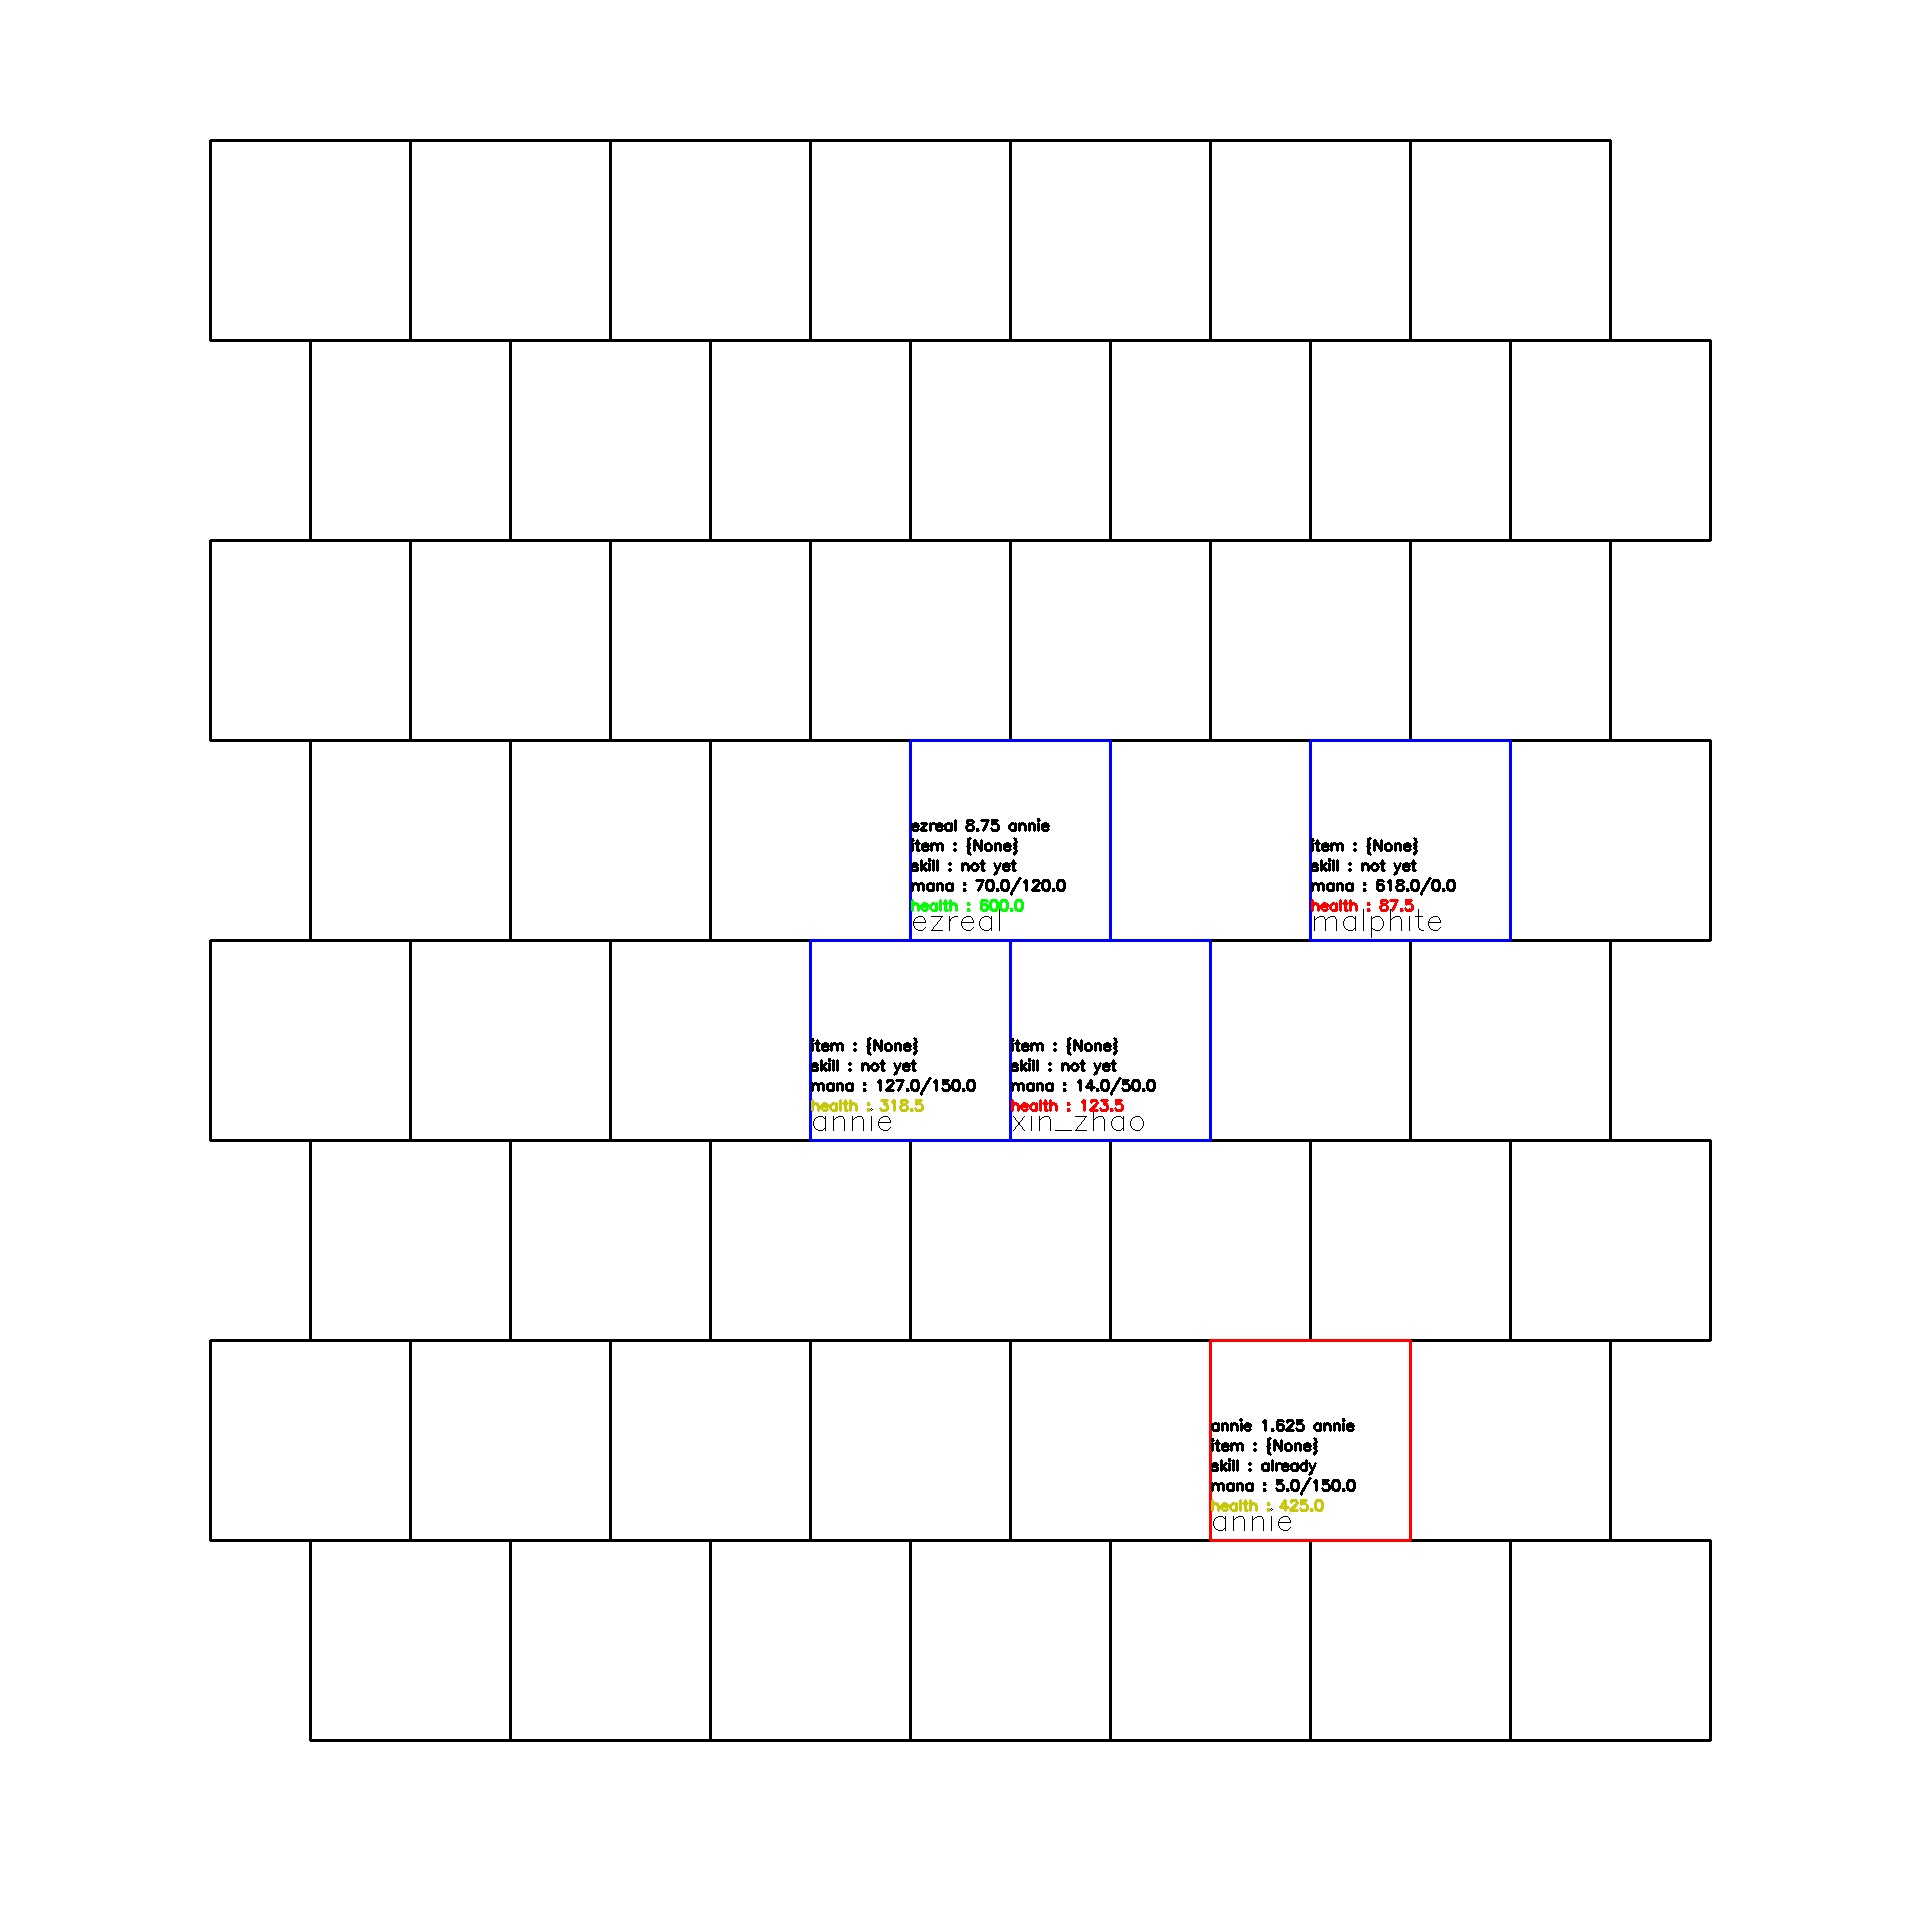 ezreal 8.75 annie
item : {None}
skill : not yet
mana : 70.0/120.0
health : 600.0
ezreal
item : {None}
skill : not yet
mana : 618.0/0.0
health : 87.5
malphite
item : {None}
skill : not yet
mana : 127.0/150.0
health : 318.5
annie
item : {None}
skill : not yet
mana : 14.0/50.0
health : 123.5
xin_zhao
annie 1.625 annie
item : {None}
skill : already
mana : 5.0/150.0
health : 425.0
annie